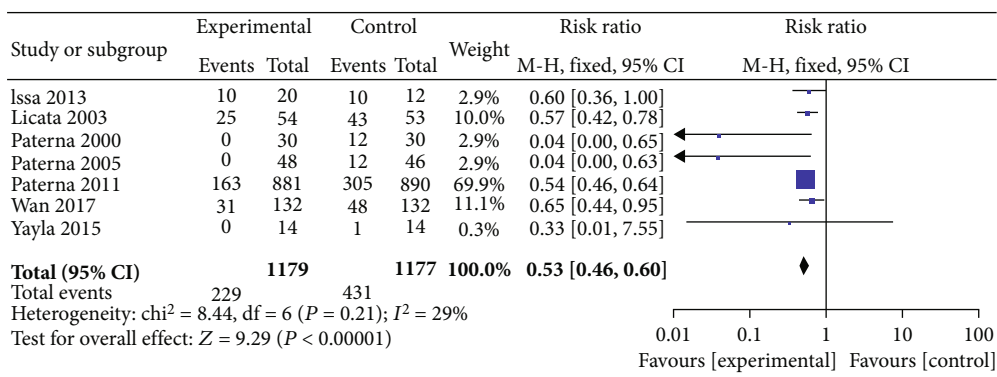 Experimental Control Risk ratio Risk ratio
Study or subgroup Weight
Events Total Events Total M-H, fixed, 95% CI M-H, fixed, 95% CI
Issa 2013 10 20 10 12 2.9% 0.60 [0.36, 1.00]
Licata 2003 25 54 43 53 10.0% 0.57 [0.42, 0.78]
Paterna 2000 0 30 12 30 2.9% 0.04 [0.00, 0.65]
Paterna 2005 0 48 12 46 2.9% 0.04 [0.00, 0.63]
Paterna 2011 163 881 305 890 69.9% 0.54 [0.46, 0.64]
Wan 2017 31 132 48 132 11.1% 0.65 [0.44, 0.95]
Yayla 2015 0 14 1 14 0.3% 0.33 [0.01, 7.55]
Total (95% CI) 1179 1177 100.0% 0.53 [0.46, 0.60]
Total events 229 431
Heterogeneity: chi² = 8.44, df = 6 (P = 0.21); I² = 29%
Test for overall effect: Z = 9.29 (P < 0.00001)
0.01 0.1 1 10 100
Favours [experimental] Favours [control]